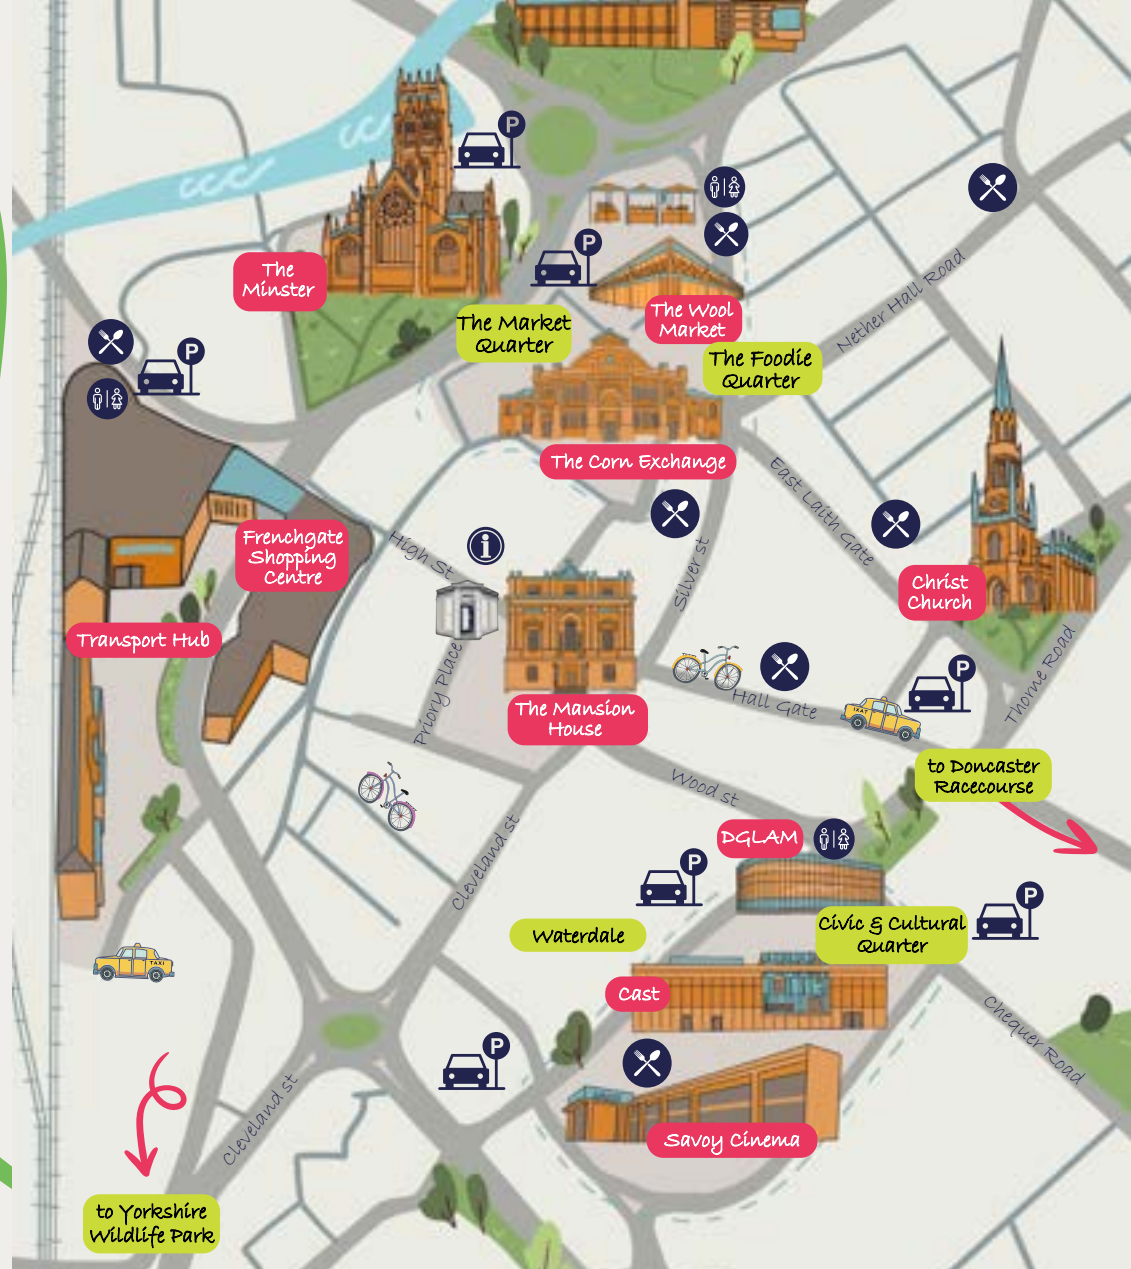 P
The
Minster
P
The Market
Quarter
The Wool
Market
The Foodie
Quarter
Nether Hall Road
P
The Corn Exchange
East Laith Gate
Frenchgate
Shopping
Centre
High St
i
Silver st
Christ
Church
Transport Hub
Priory Place
The Mansion
House
Hall Gate
TAXI
P
Thorne Road
to Doncaster
Racecourse
Wood st
DGLAM
Cleveland st
P
P
Waterdale
Civic & Cultural
Quarter
TAXI
Cast
Chequer Road
P
Cleveland st
Savoy Cinema
to Yorkshire
Wildlife Park